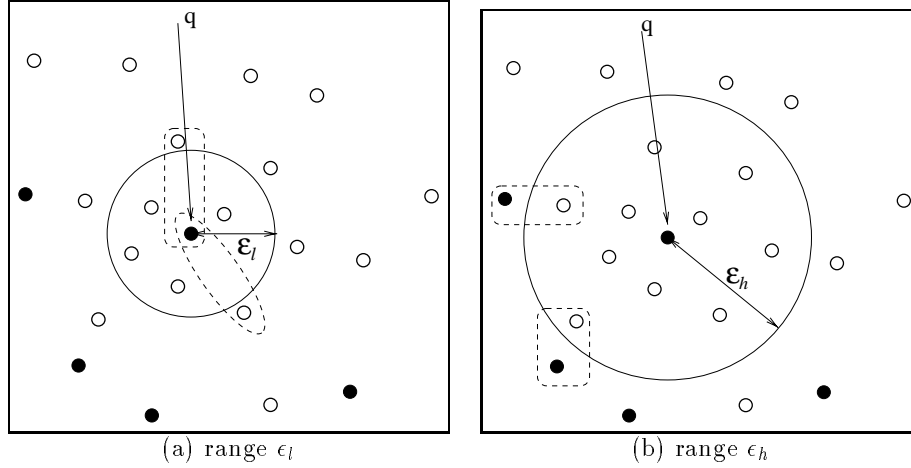 q
ε_l
(a) range ϵ_l
q
ε_h
(b) range ϵ_h